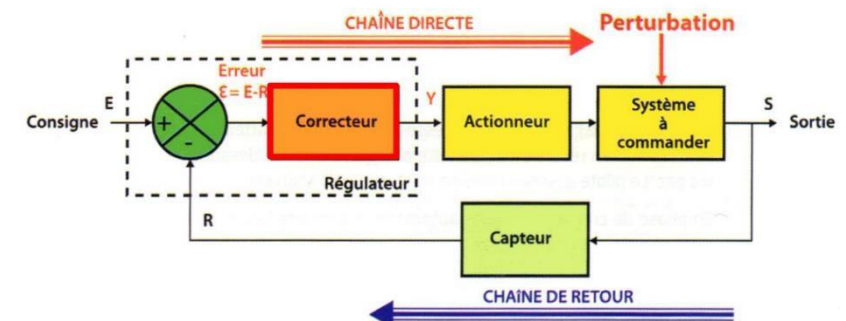 CHAÎNE DIRECTE
Perturbation
Erreur
Ɛ= E-R
E
Consigne
+
-
Correcteur
Y
Actionneur
Système
à
commander
S
Sortie
Régulateur
R
Capteur
CHAÎNE DE RETOUR